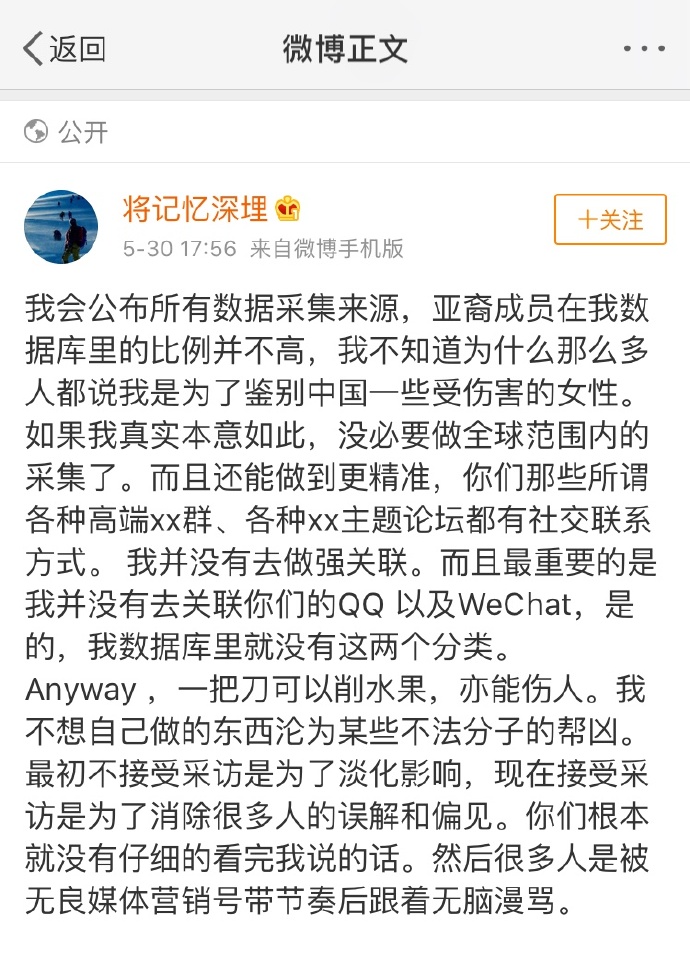 返回
微博正文
公开
将记忆深埋
+关注
5-30 17:56 来自微博手机版
我会公布所有数据采集来源，亚裔成员在我数
据库里的比例并不高，我不知道为什么那么多
人都说我是为了鉴别中国一些受伤害的女性。
如果我真实本意如此，没必要做全球范围内的
采集了。而且还能做到更精准，你们那些所谓
各种高端xx群、各种xx主题论坛都有社交联系
方式。 我并没有去做强关联。而且最重要的是
我并没有去关联你们的QQ 以及WeChat，是
的，我数据库里就没有这两个分类。
Anyway ，一把刀可以削水果，亦能伤人。我
不想自己做的东西沦为某些不法分子的帮凶。
最初不接受采访是为了淡化影响，现在接受采
访是为了消除很多人的误解和偏见。你们根本
就没有仔细的看完我说的话。然后很多人是被
无良媒体营销号带节奏后跟着无脑漫骂。